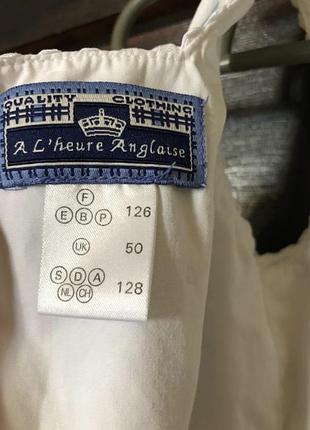 QUALITY CLOTHING
A L'heure Anglaise
F
E B P 126
UK 50
S D A
NL CH 128